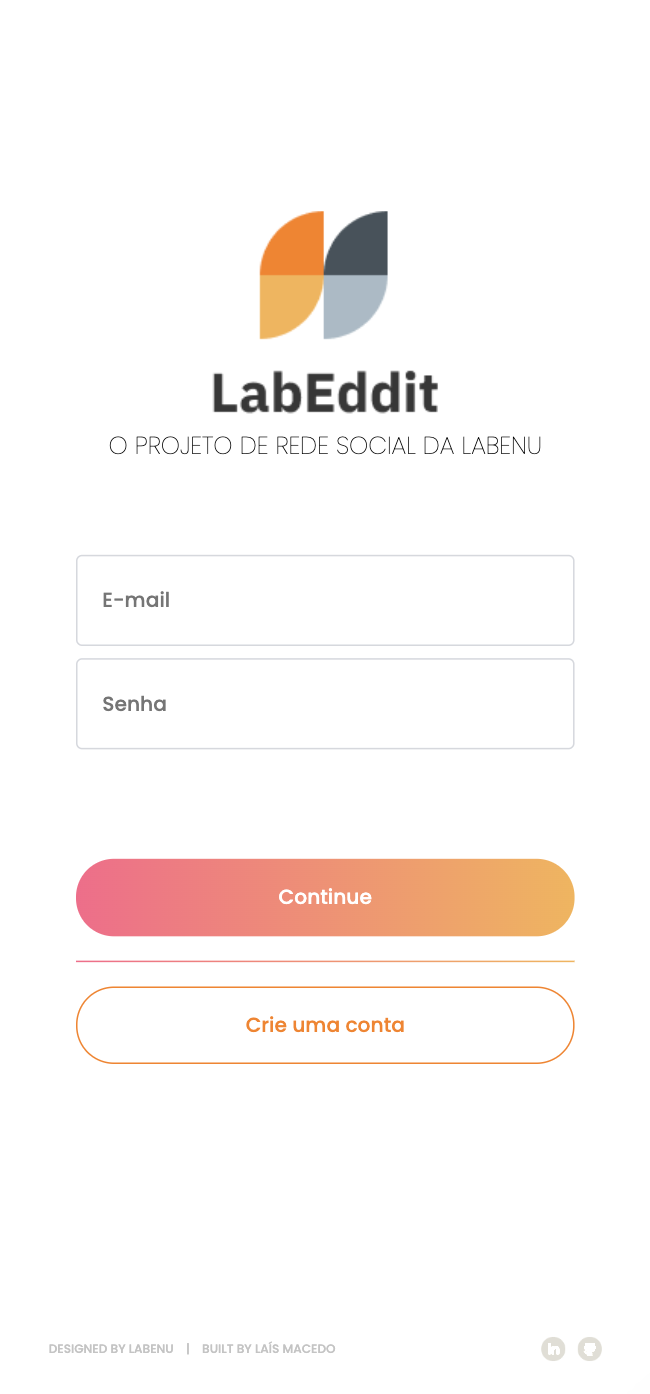 LabEddit
O PROJETO DE REDE SOCIAL DA LABENU
E-mail
Senha
Continue
Crie uma conta
DESIGNED BY LABENU | BUILT BY LAÍS MACEDO
in